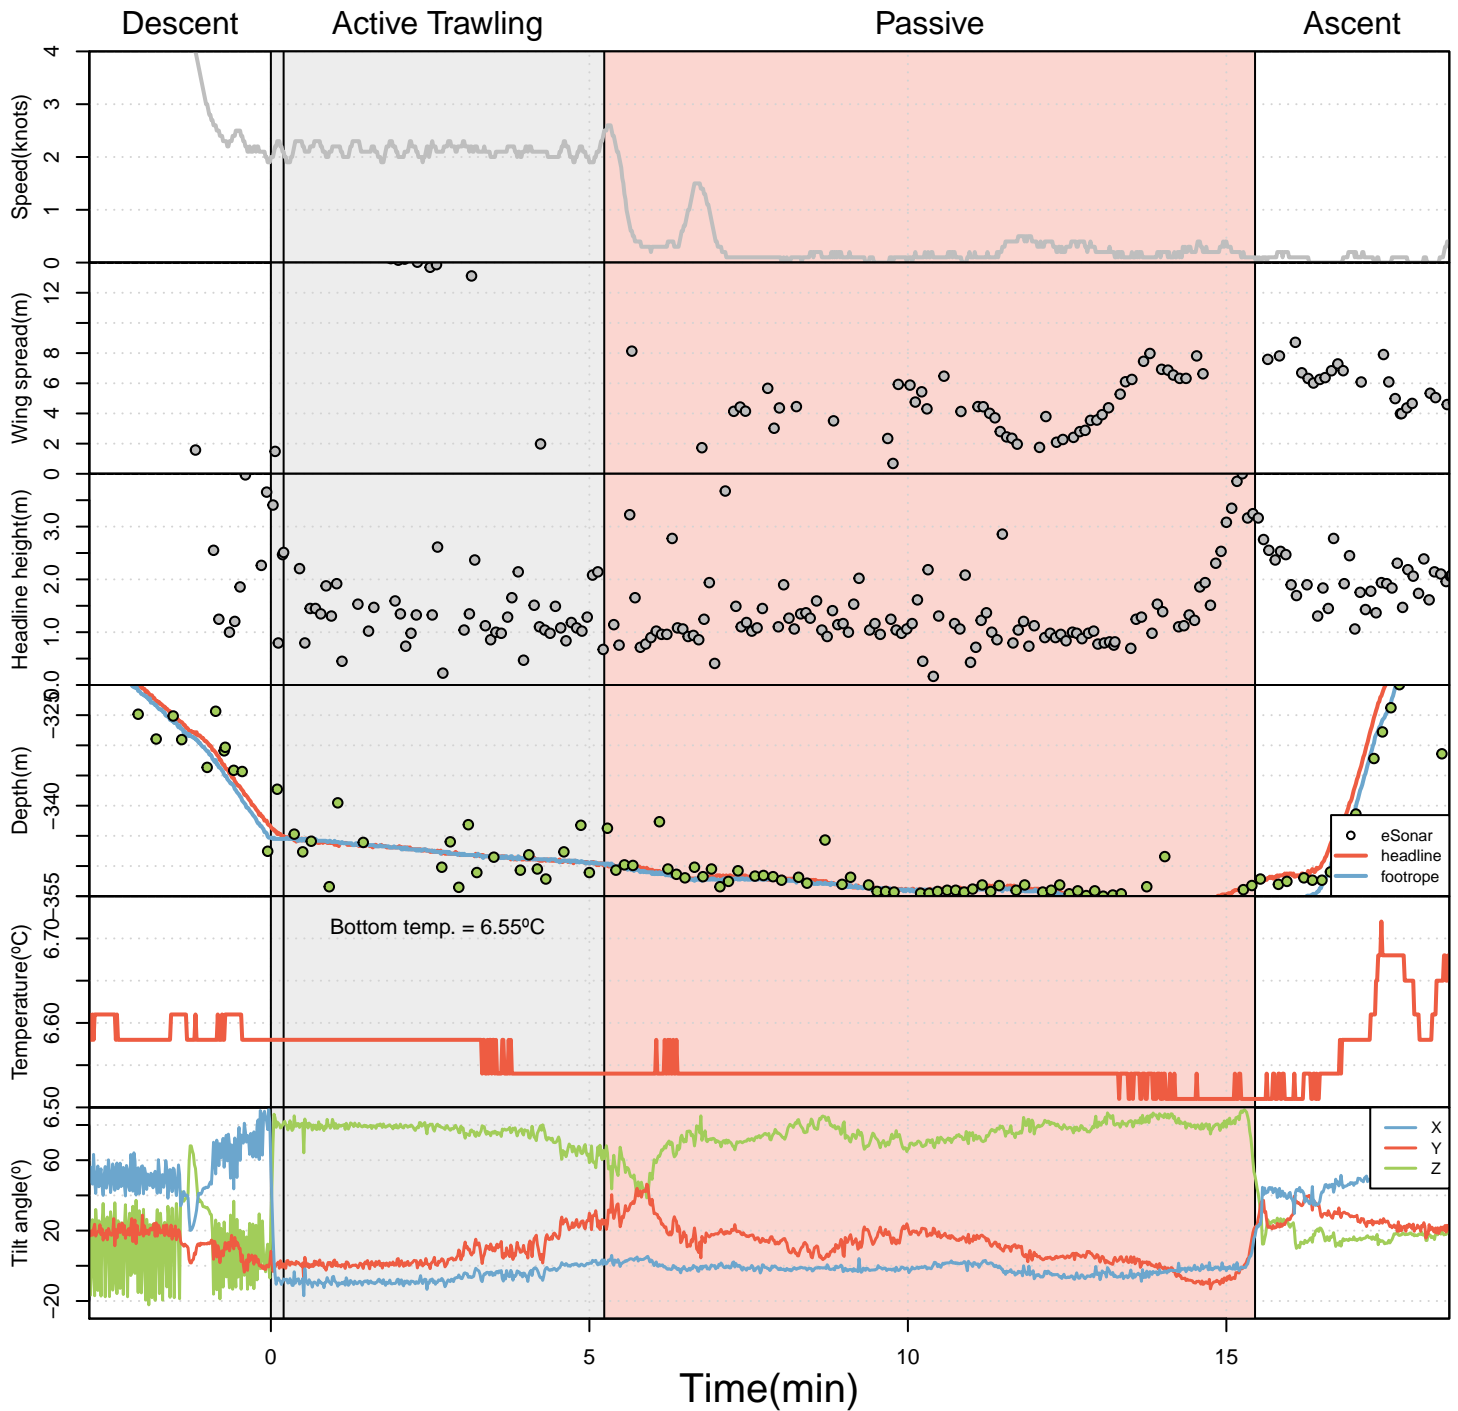 Descent Active Trawling Passive Ascent
Speed(knots)
0 1 2 3 4
Wing spread(m)
0 2 4 6 8 12
Headline height(m)
0.0 1.0 2.0 3.0
Depth(m)
−355 −340 −325
eSonar
headline
footrope
Temperature(ºC)
6.50 6.60 6.70
Bottom temp. = 6.55ºC
Tilt angle(º)
−20 20 60
X
Y
Z
0 5 10 15
Time(min)